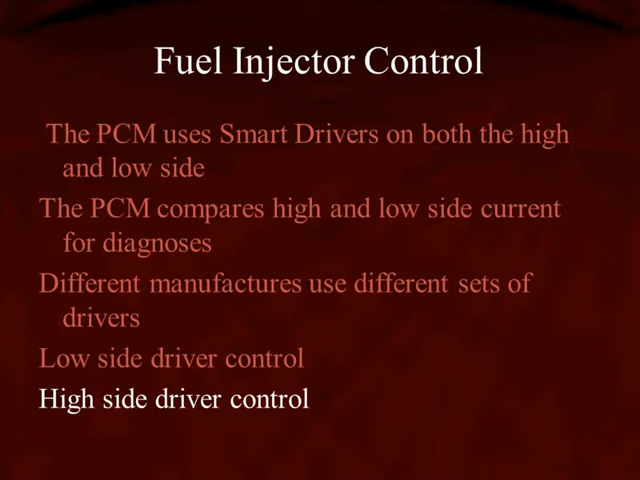 Fuel Injector Control
The PCM uses Smart Drivers on both the high
and low side
The PCM compares high and low side current
for diagnoses
Different manufactures use different sets of
drivers
Low side driver control
High side driver control